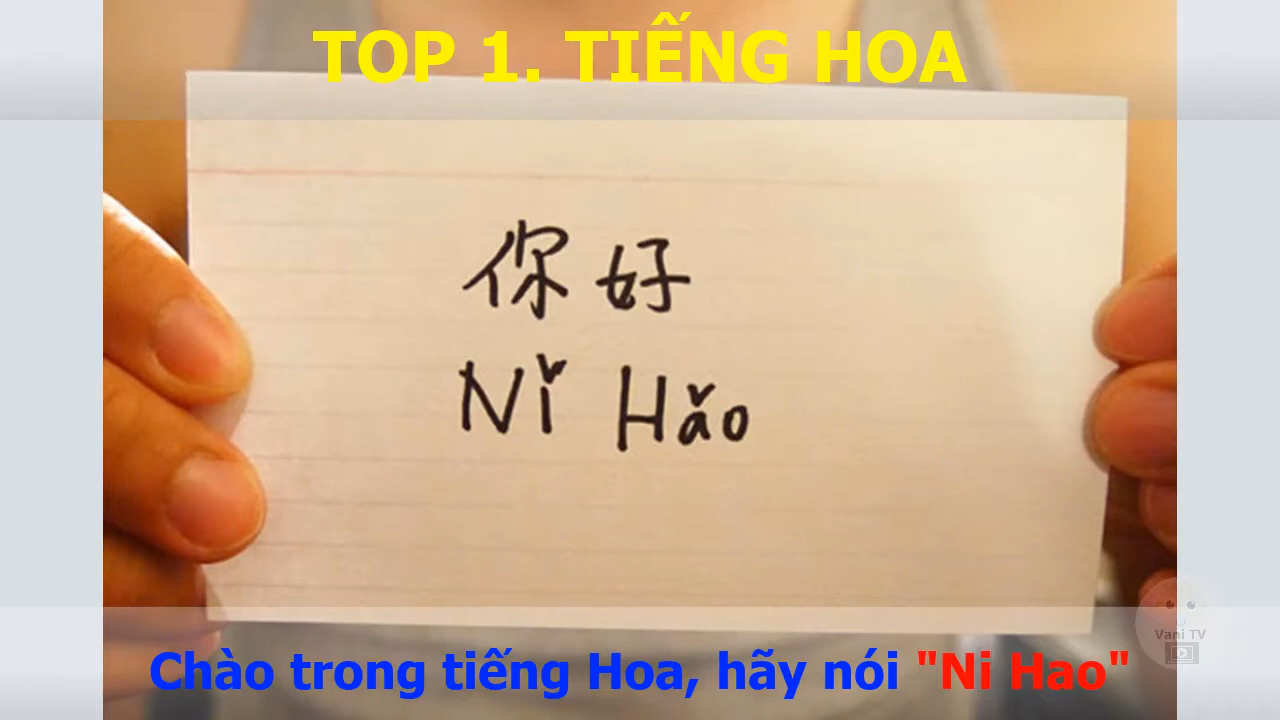 TOP 1. TIẾNG HOA
你好
Nǐ Hǎo
Vani TV
Chào trong tiếng Hoa, hãy nói "Ni Hao"